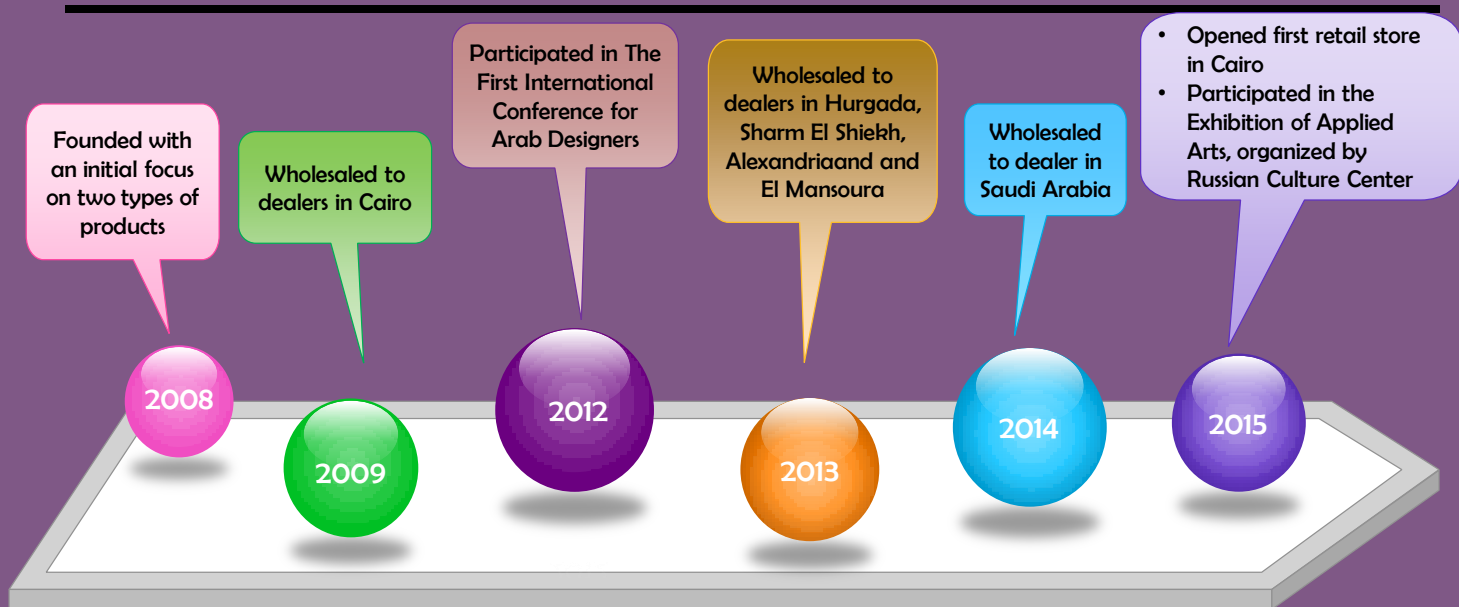 Founded with
an initial focus
on two types of
products
2008
Wholesaled to
dealers in Cairo
2009
Participated in The
First International
Conference for
Arab Designers
2012
Wholesaled to
dealers in Hurgada,
Sharm El Shiekh,
Alexandriaand and
El Mansoura
2013
Wholesaled
to dealer in
Saudi Arabia
2014
• Opened first retail store
in Cairo
• Participated in the
Exhibition of Applied
Arts, organized by
Russian Culture Center
2015